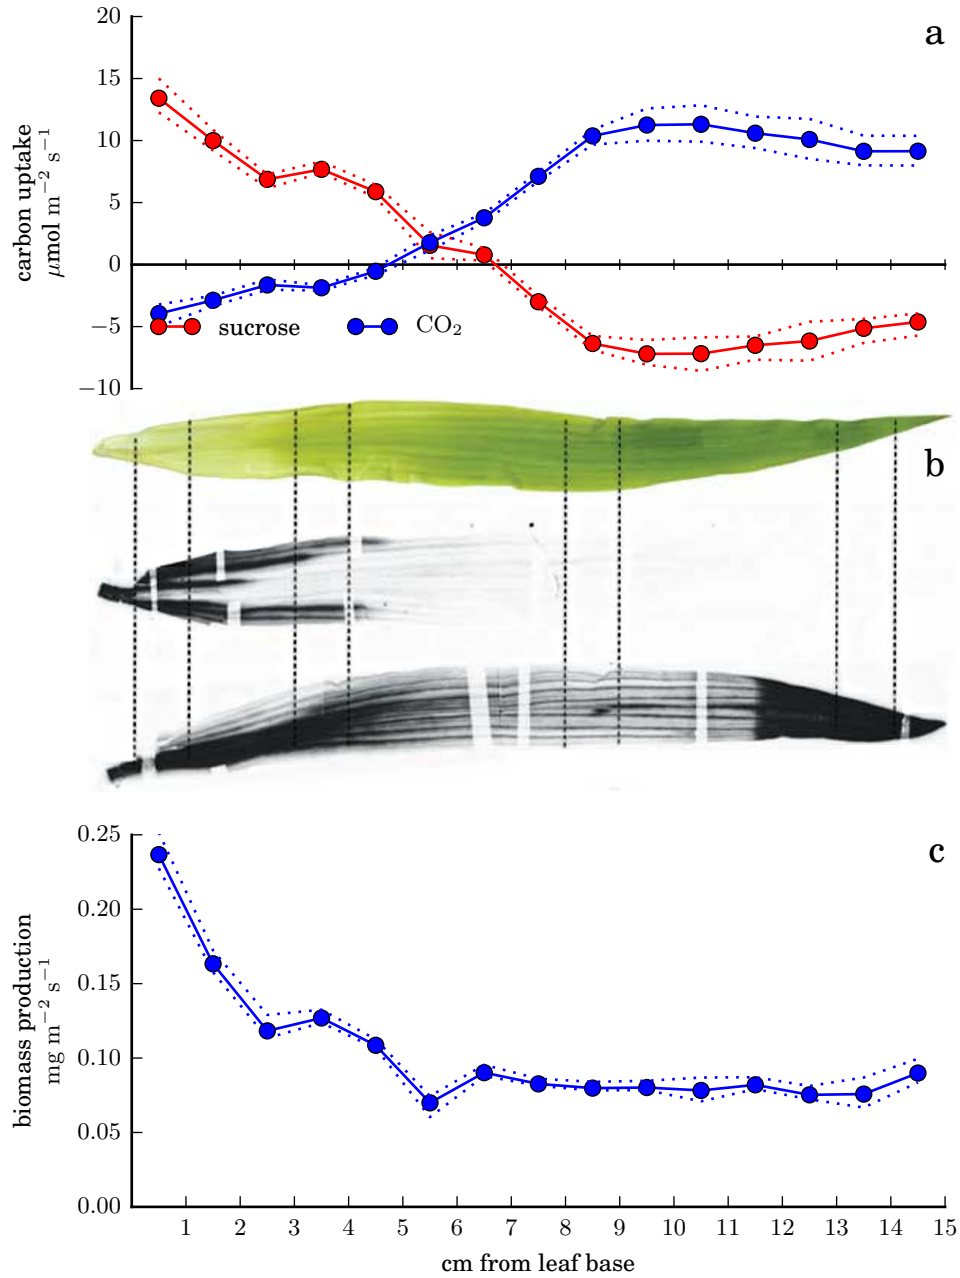 a
20
15
10
5
0
−5
−10
carbon uptake
μmol m⁻² s⁻¹
sucrose
CO₂
b
c
0.25
0.20
0.15
0.10
0.05
0.00
biomass production
mg m⁻² s⁻¹
1 2 3 4 5 6 7 8 9 10 11 12 13 14 15
cm from leaf base